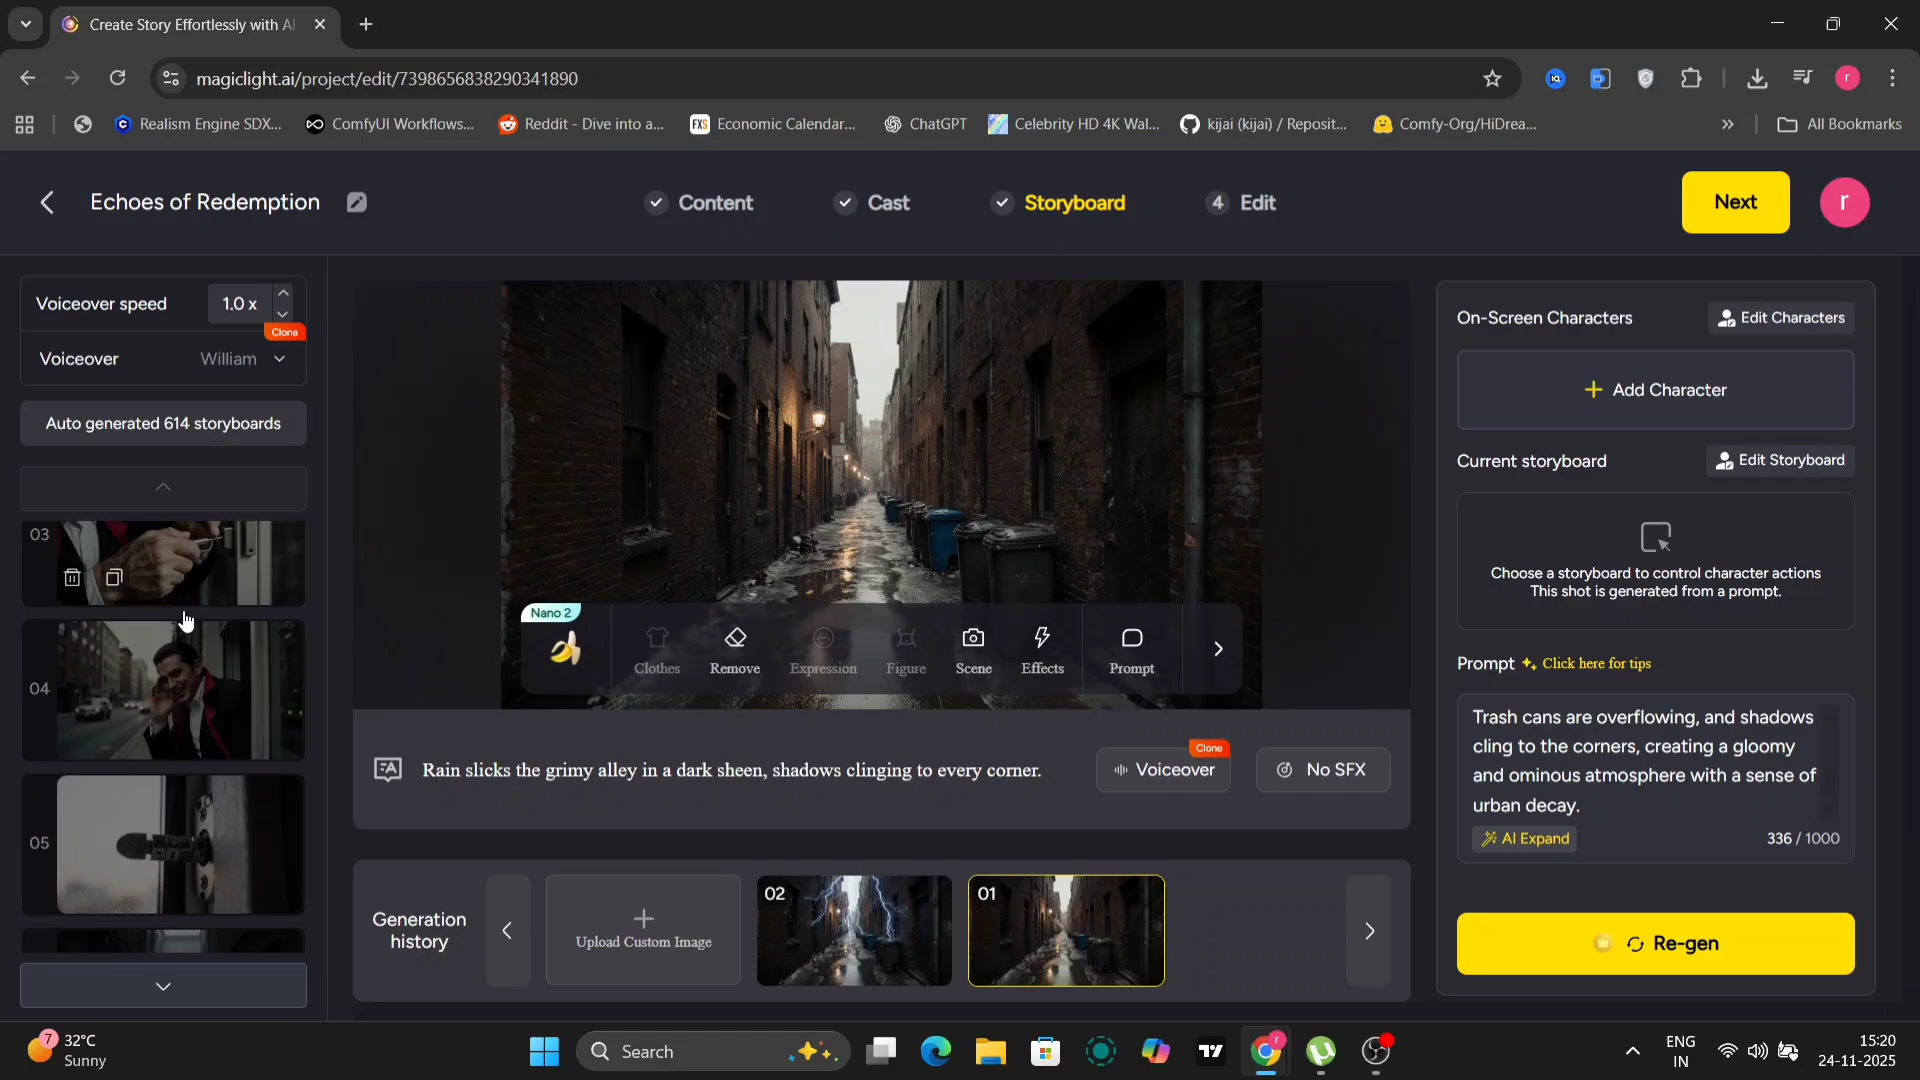 Create Story Effortlessly with AI
magiclight.ai/project/edit/7398656838290341890
r
Realism Engine SDX...
ComfyUI Workflows...
Reddit - Dive into a...
FXS
Economic Calendar...
ChatGPT
Celebrity HD 4K Wal...
kijai (kijai) / Reposit...
Comfy-Org/HiDrea...
All Bookmarks
Echoes of Redemption
Content
Cast
Storyboard
4 Edit
Next
r
Voiceover speed 1.0 x
Clone
Voiceover William
Auto generated 614 storyboards
03
04
05
Nano 2
Clothes
Remove
Expression
Figure
Scene
Effects
Prompt
Rain slicks the grimy alley in a dark sheen, shadows clinging to every corner.
Clone
Voiceover
No SFX
Generation
history
Upload Custom Image
02
01
On-Screen Characters
Edit Characters
Add Character
Current storyboard
Edit Storyboard
Choose a storyboard to control character actions
This shot is generated from a prompt.
Prompt Click here for tips
Trash cans are overflowing, and shadows
cling to the corners, creating a gloomy
and ominous atmosphere with a sense of
urban decay.
AI Expand
336 / 1000
Re-gen
7
32°C
Sunny
Search
ENG
IN
15:20
24-11-2025